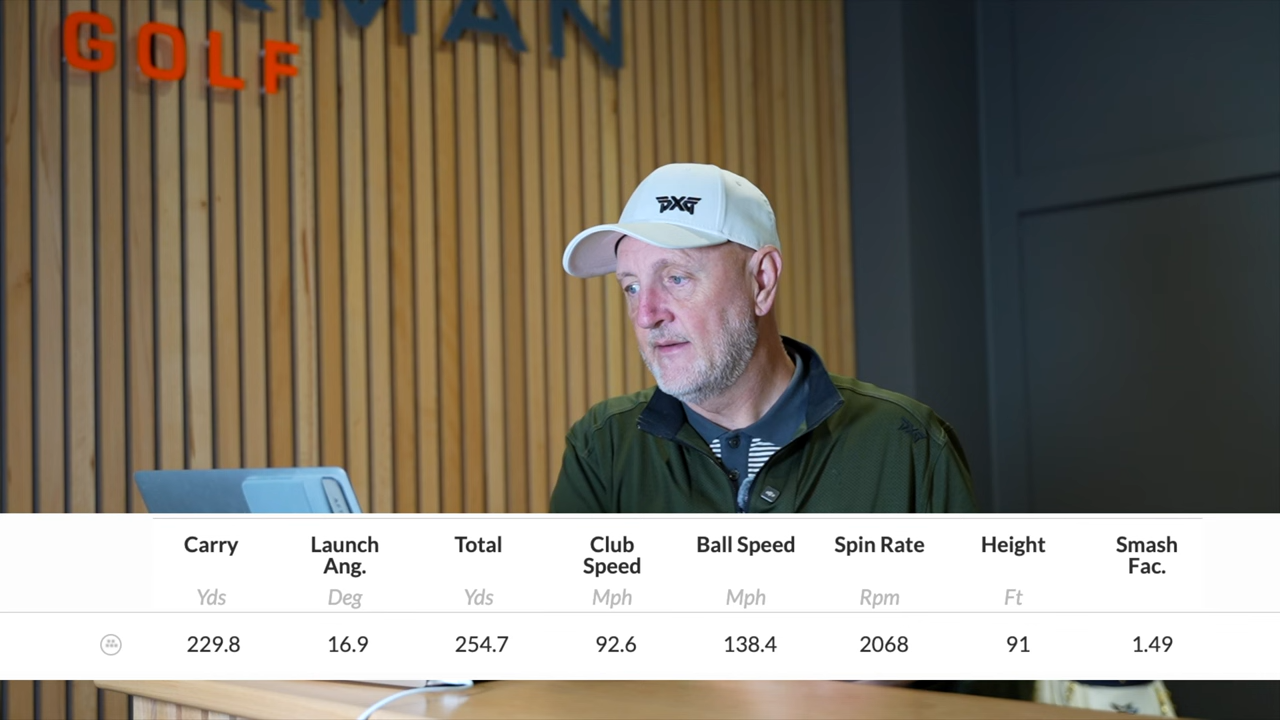 RMAN
GOLF
PXG
Carry Launch Ang. Total Club Speed Ball Speed Spin Rate Height Smash Fac.
Yds Deg Yds Mph Mph Rpm Ft
229.8 16.9 254.7 92.6 138.4 2068 91 1.49